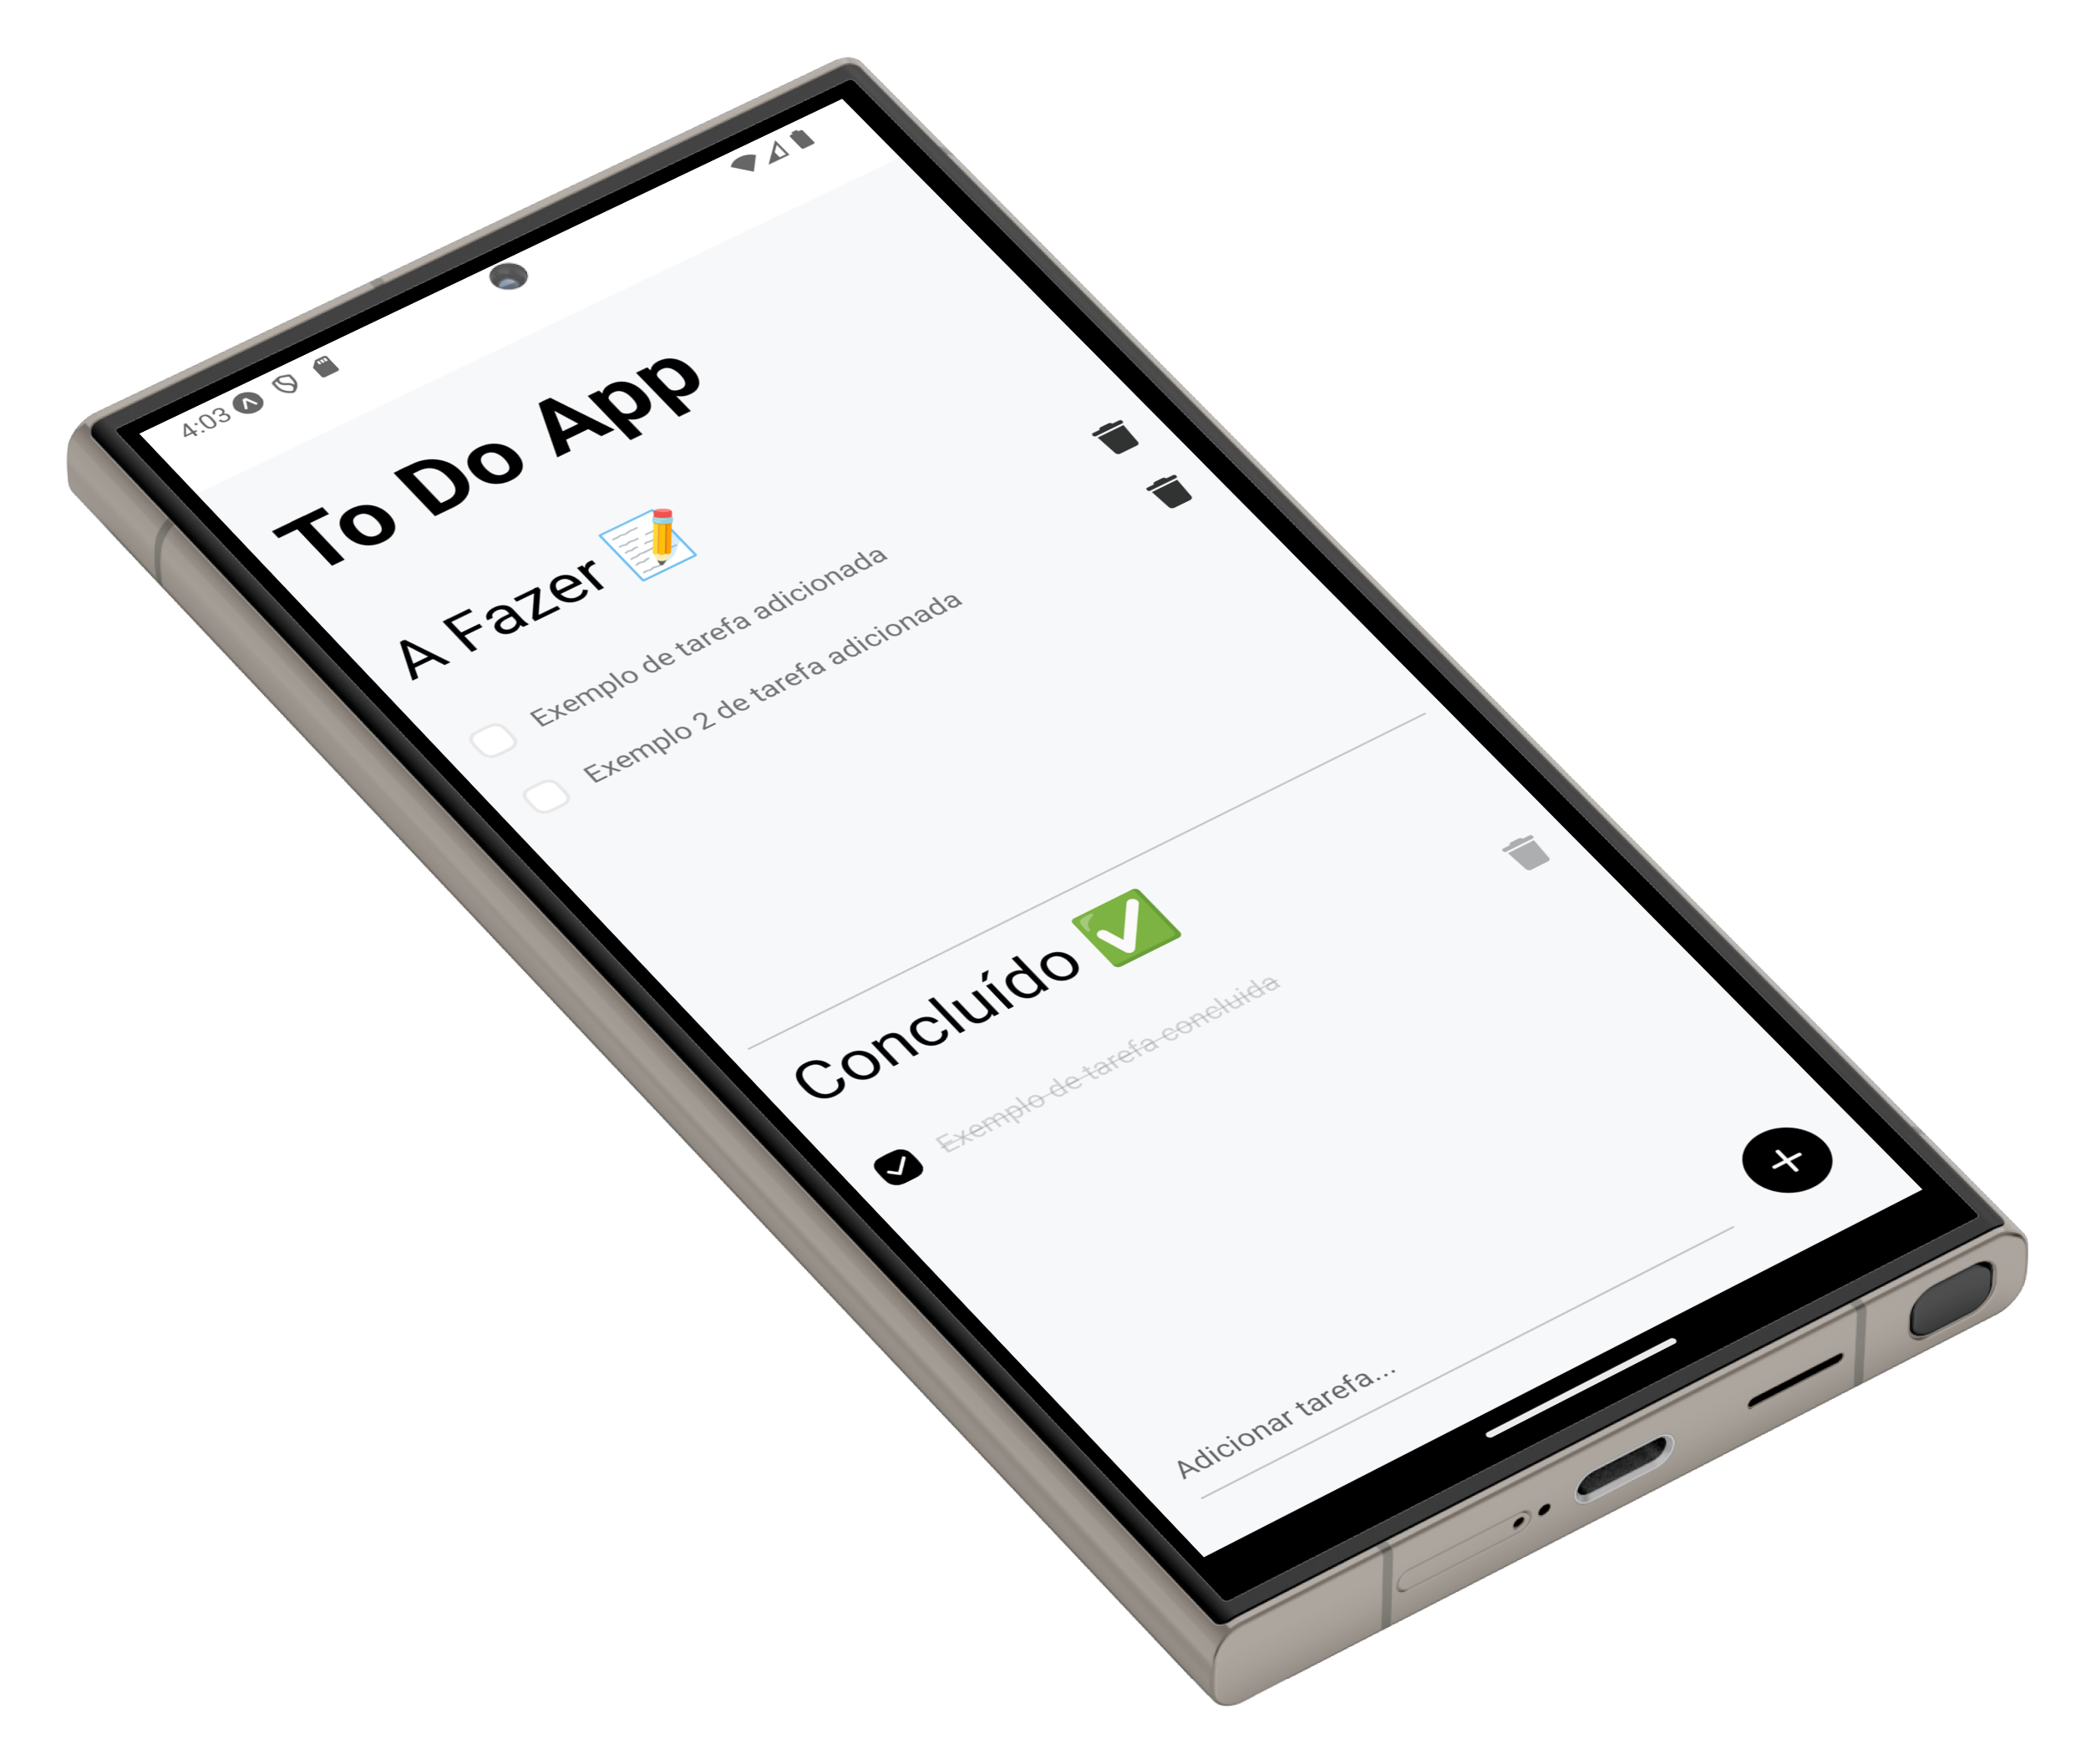 4:03
To Do App
A Fazer 📝
Exemplo de tarefa adicionada
Exemplo 2 de tarefa adicionada
Concluído ✅
Exemplo de tarefa concluida
Adicionar tarefa...